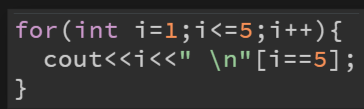 for(int i=1;i<=5;i++){
  cout<<i<<" \n"[i==5];
}